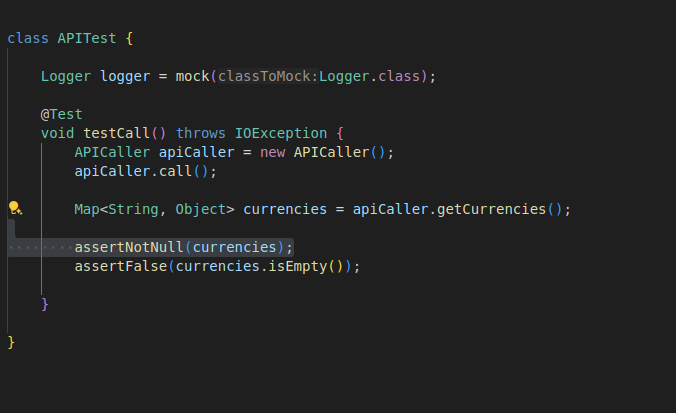 class APITest {
Logger logger = mock(classToMock:Logger.class);
@Test
void testCall() throws IOException {
APICaller apiCaller = new APICaller();
apiCaller.call();
Map<String, Object> currencies = apiCaller.getCurrencies();
assertNotNull(currencies);
assertFalse(currencies.isEmpty());
}
}